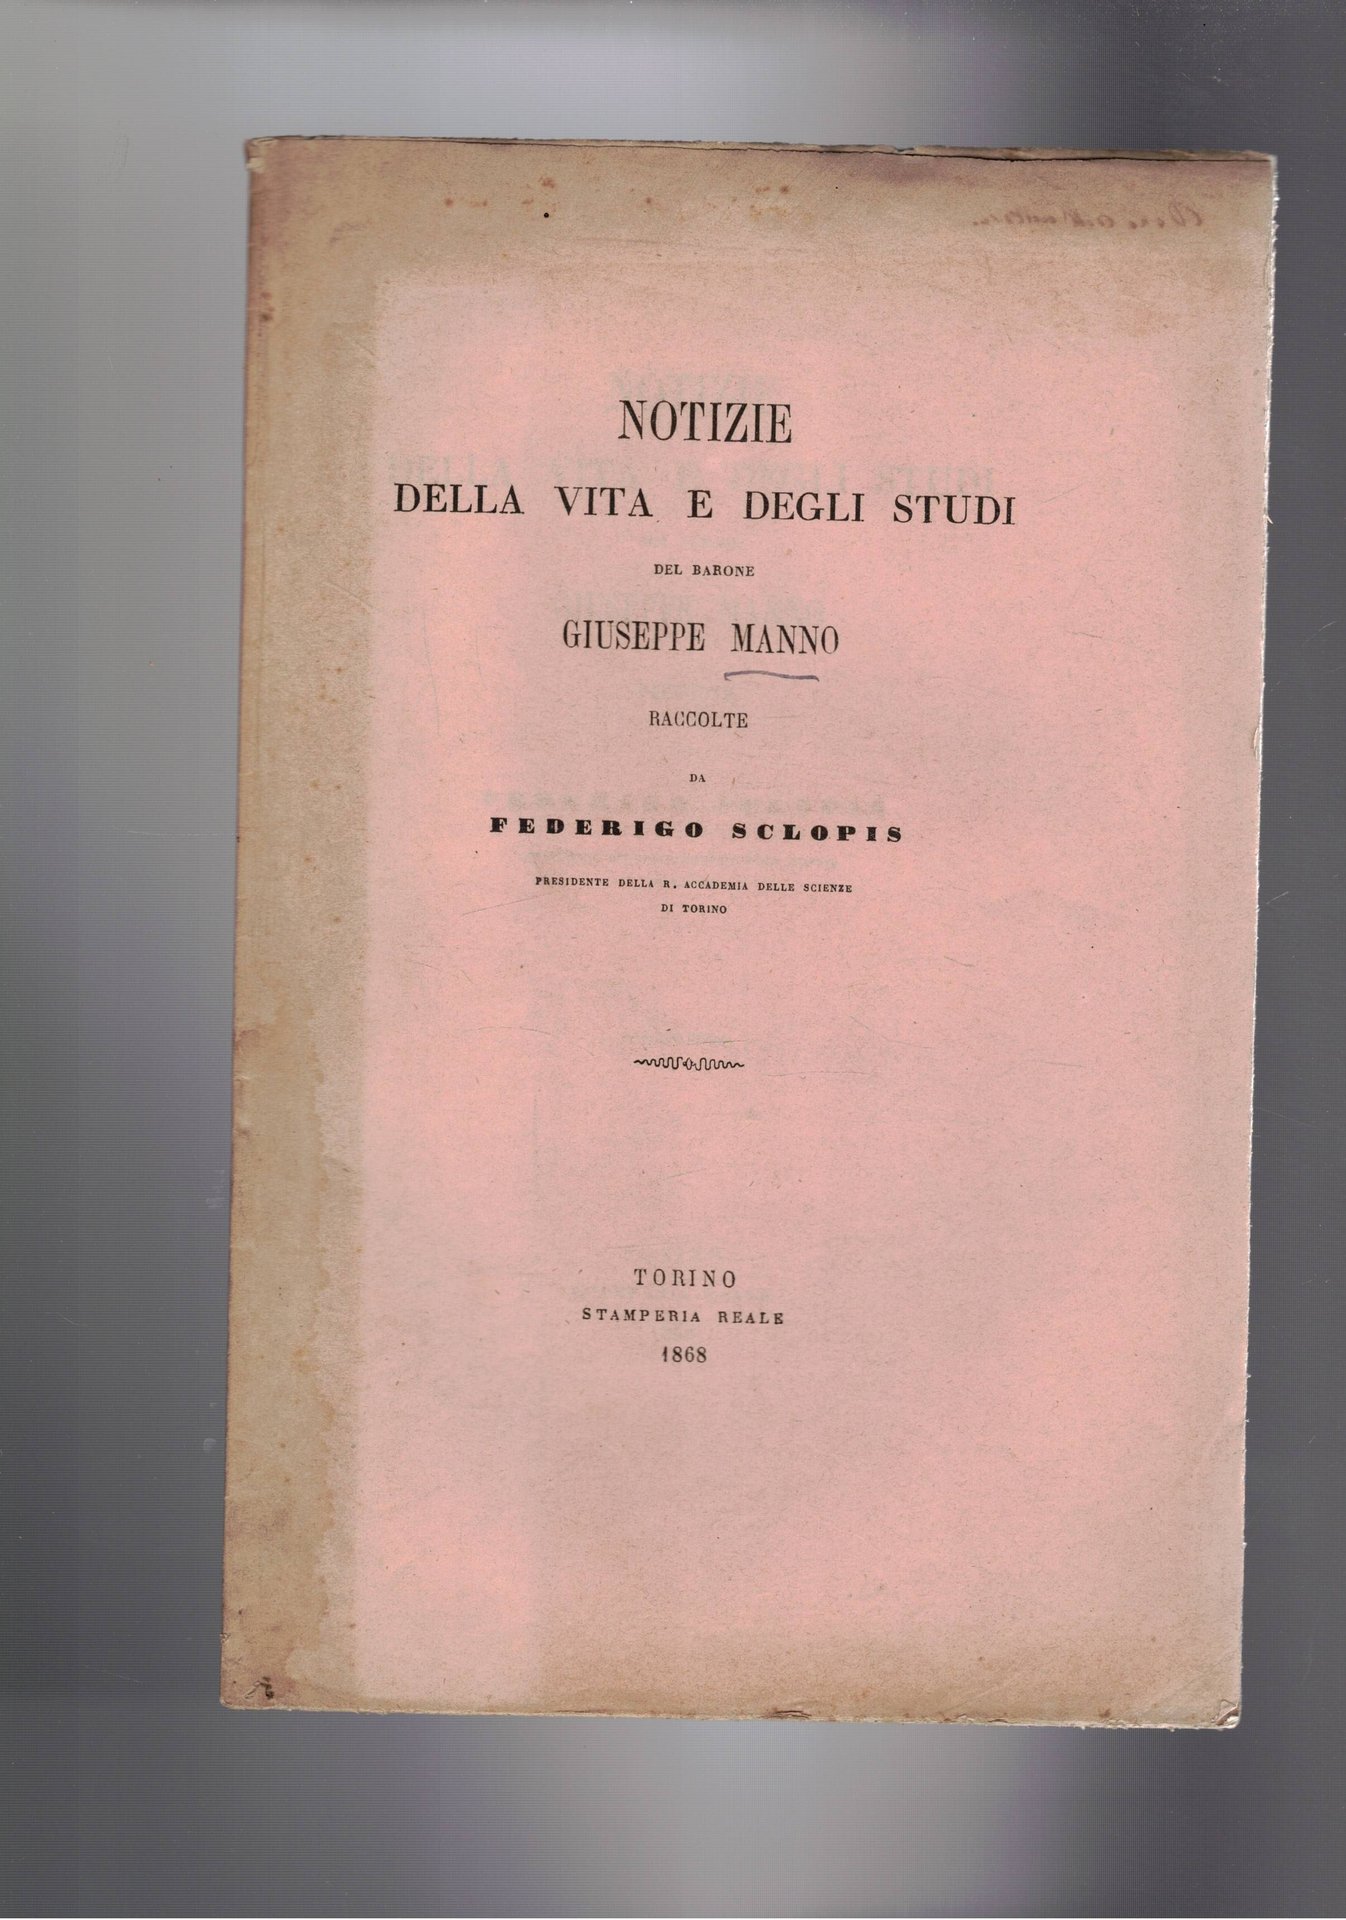 NOTIZIE
DELLA VITA E DEGLI STUDI
DEL BARONE
GIUSEPPE MANNO
RACCOLTE
DA
FEDERIGO SCLOPIS
PRESIDENTE DELLA R. ACCADEMIA DELLE SCIENZE
DI TORINO
TORINO
STAMPERIA REALE
1868